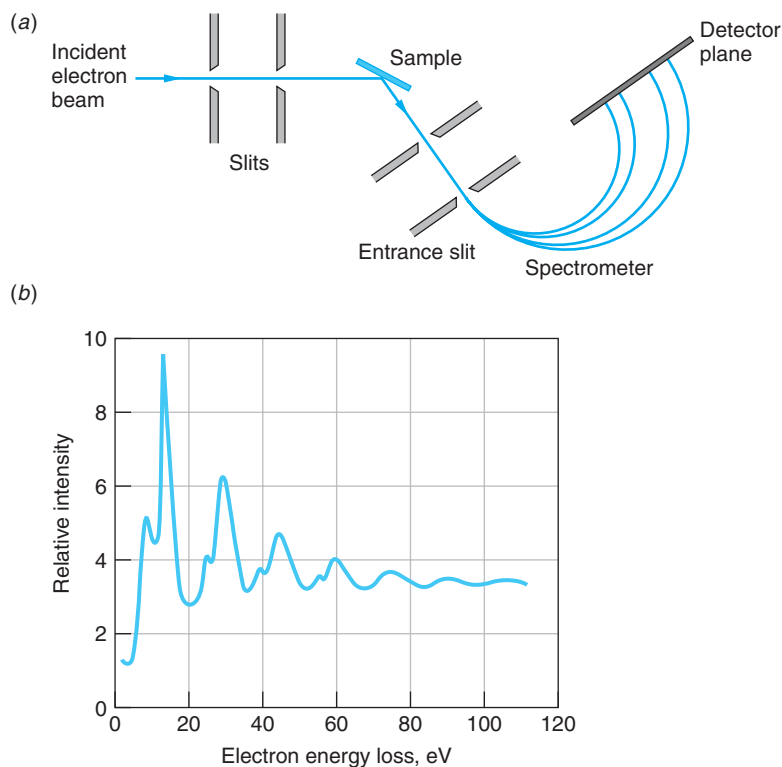 (a)
Incident
electron
beam
Slits
Sample
Entrance slit
Spectrometer
Detector
plane
(b)
Relative intensity
10
8
6
4
2
0
0 20 40 60 80 100 120
Electron energy loss, eV